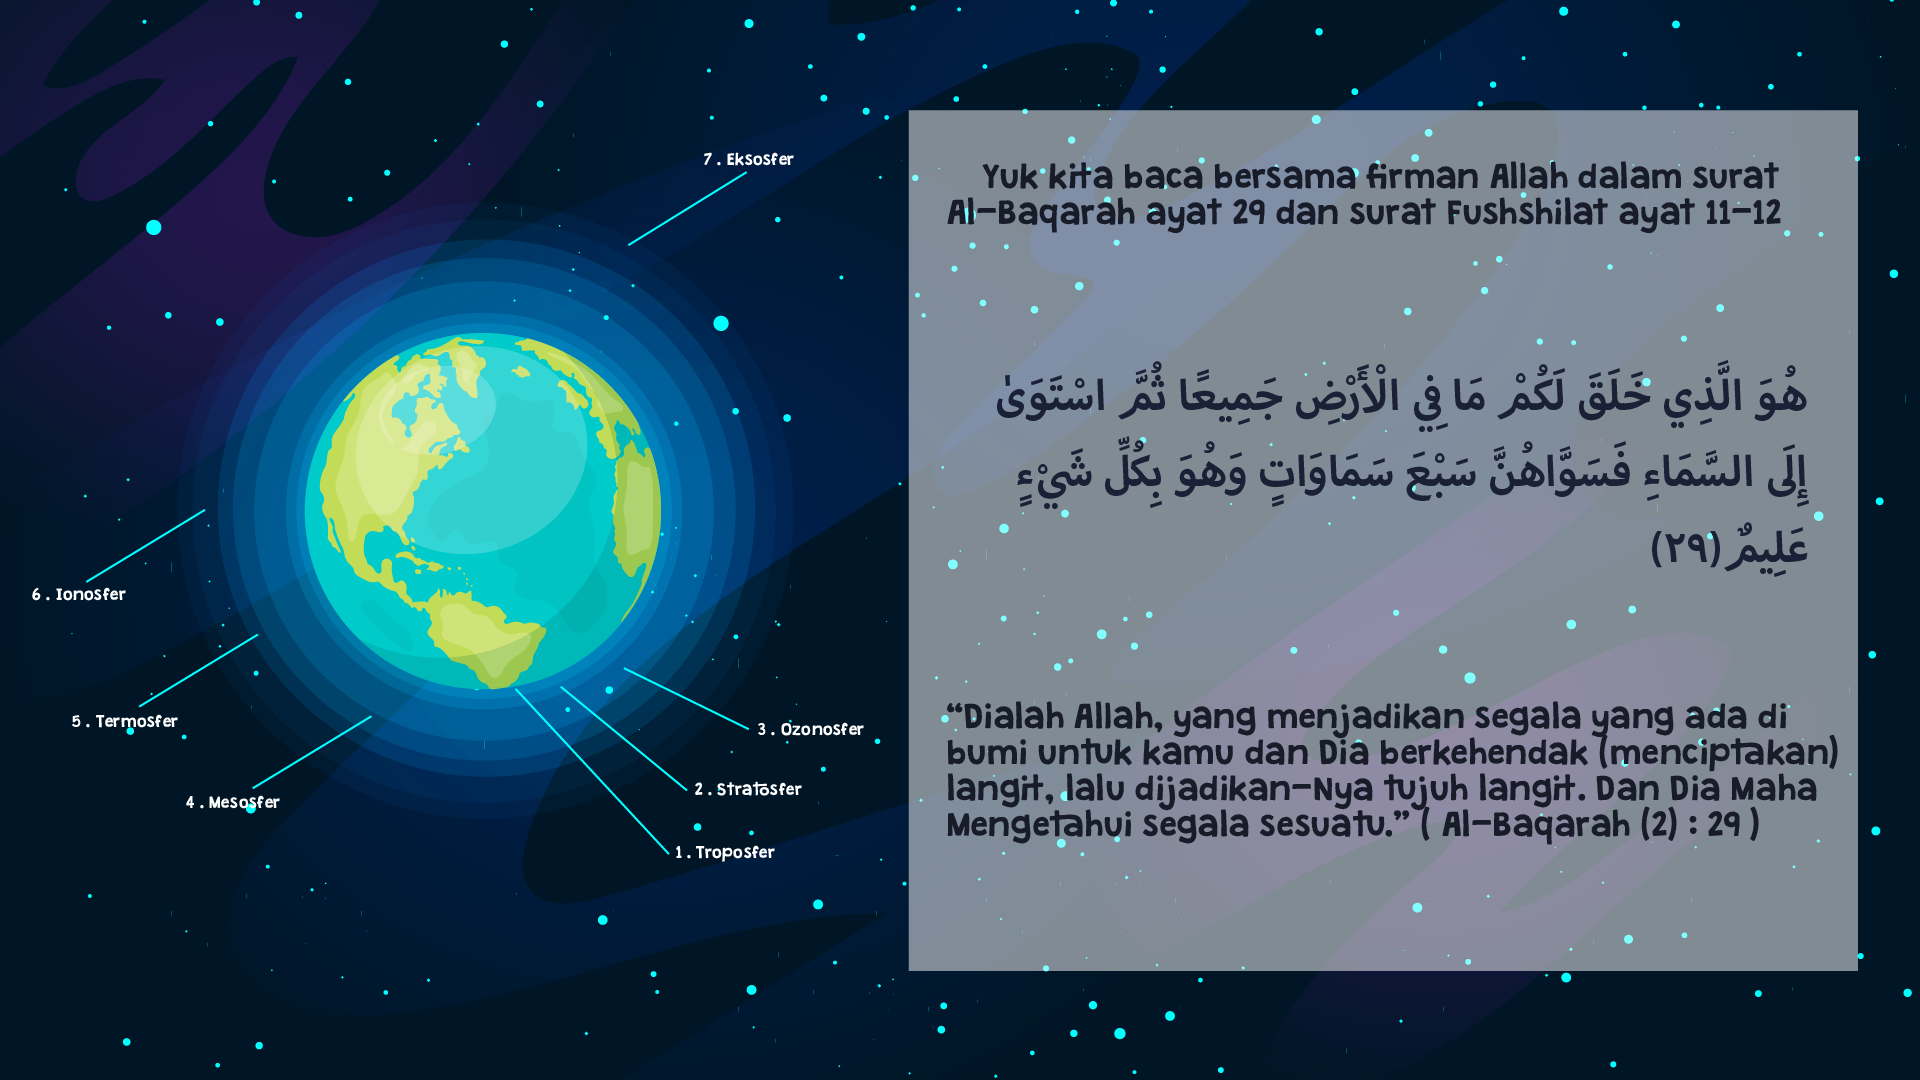 7. Eksosfer
6. Ionosfer
5. Termosfer
4. Mesosfer
3. Ozonosfer
2. Stratosfer
1. Troposfer
Yuk kita baca bersama firman Allah dalam surat
Al-Baqarah ayat 29 dan surat Fushshilat ayat 11-12
هُوَ الَّذِي خَلَقَ لَكُمْ مَا فِي الْأَرْضِ جَمِيعًا ثُمَّ اسْتَوَىٰ
إِلَى السَّمَاءِ فَسَوَّاهُنَّ سَبْعَ سَمَاوَاتٍ وَهُوَ بِكُلِّ شَيْءٍ
عَلِيمٌ (٢٩)
“Dialah Allah, yang menjadikan segala yang ada di
bumi untuk kamu dan Dia berkehendak (menciptakan)
langit, lalu dijadikan-Nya tujuh langit. Dan Dia Maha
Mengetahui segala sesuatu.” ( Al-Baqarah (2) : 29 )